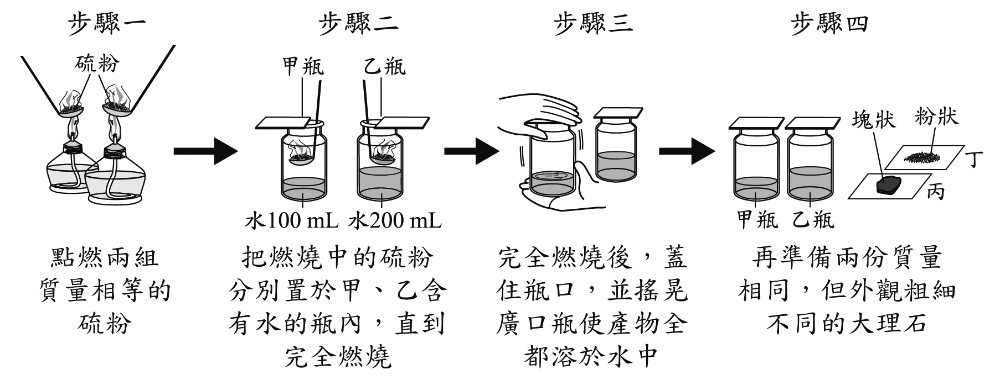 步驟一
硫粉
點燃兩組
質量相等的
硫粉
步驟二
甲瓶 乙瓶
水100 mL 水200 mL
把燃燒中的硫粉
分別置於甲、乙含
有水的瓶內，直到
完全燃燒
步驟三
完全燃燒後，蓋
住瓶口，並搖晃
廣口瓶使產物全
都溶於水中
步驟四
塊狀 粉狀
丁
丙
甲瓶 乙瓶
再準備兩份質量
相同，但外觀粗細
不同的大理石